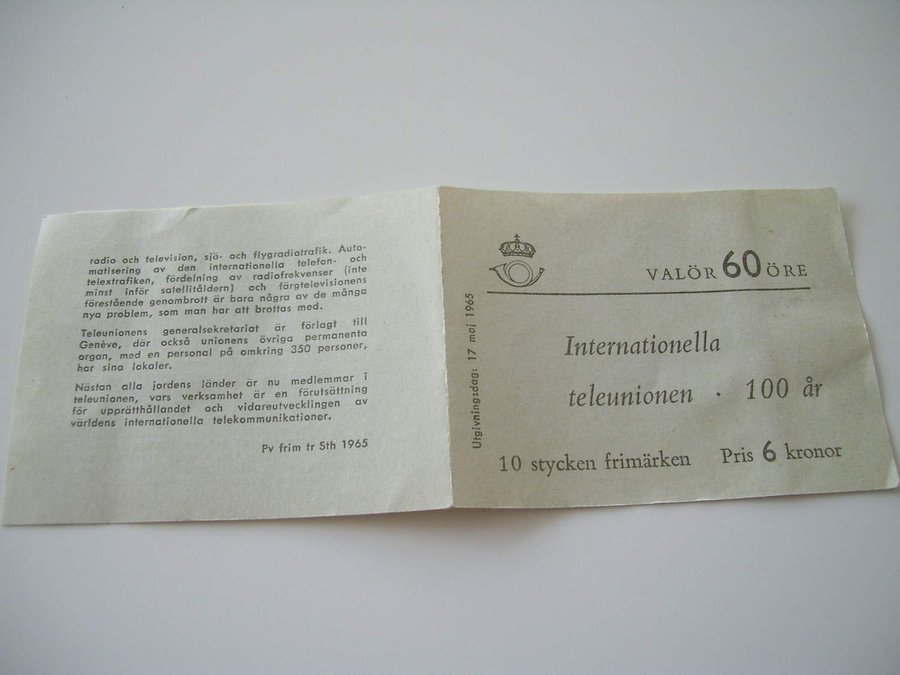 radio och television, sjö- och flygradiotrafik. Auto-
matisering av den internationella telefon- och
telextrafiken, fördelning av radiofrekvenser (inte
minst inför satellitåldern) och färgtelevisionens
förestående genombrott är bara några av de många
nya problem, som man har att brottas med.
Teleunionens generalsekretariat är förlagt till
Genève, där också unionens övriga permanenta
organ, med en personal på omkring 350 personer,
har sina lokaler.
Nästan alla jordens länder är nu medlemmar i
teleunionen, vars verksamhet är en förutsättning
för upprätthållandet och vidareutvecklingen av
världens internationella telekommunikationer.
Pv frim tr Sth 1965
Utgivningsdag: 17 maj 1965
VALÖR 60 ÖRE
Internationella
teleunionen · 100 år
10 stycken frimärken Pris 6 kronor